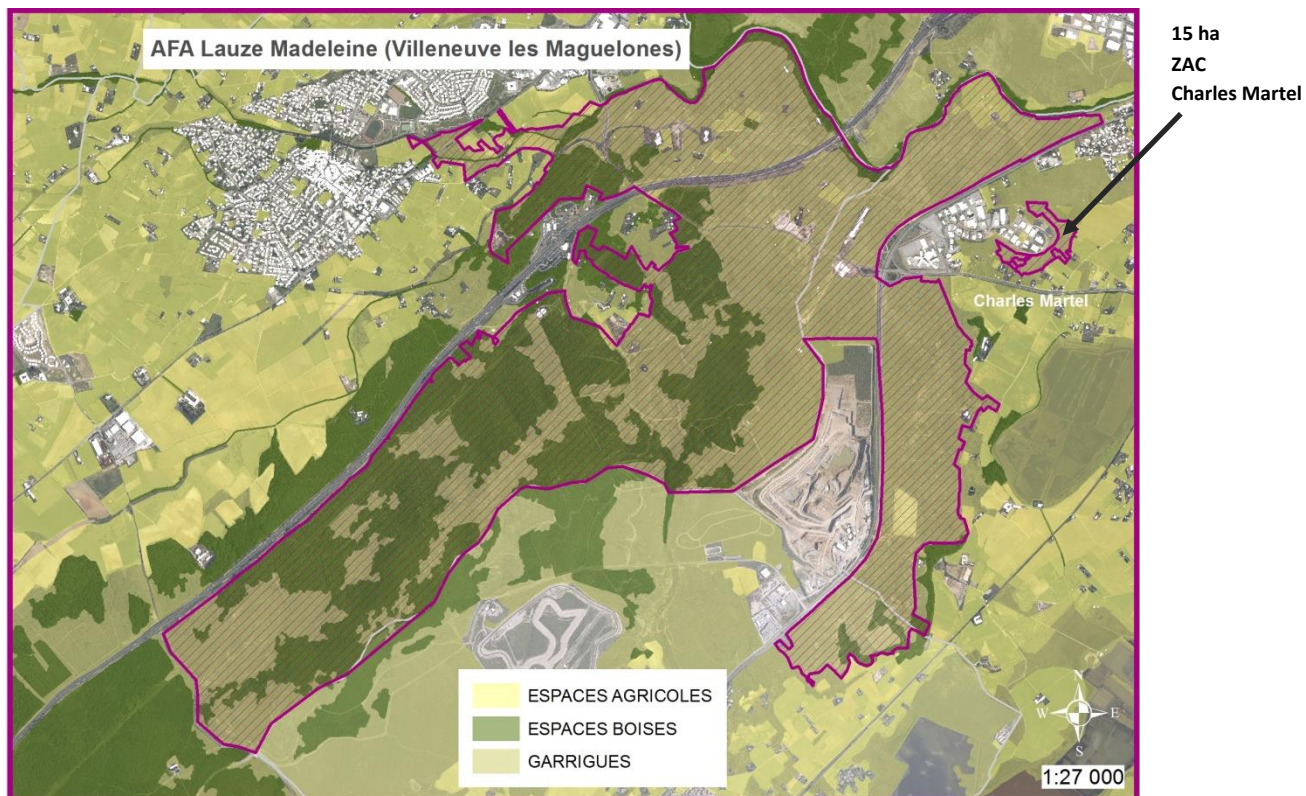 AFA Lauze Madeleine (Villeneuve les Maguelones)
15 ha
ZAC
Charles Martel
Charles Martel
ESPACES AGRICOLES
ESPACES BOISES
GARRIGUES
N
W
E
S
1:27 000